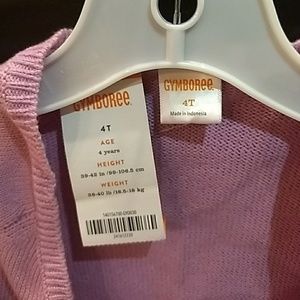 GYMBOREE
4T
AGE
4 years
HEIGHT
39-42 in /99-106.5 cm
WEIGHT
36-40 lb /16.5-18 kg
GYMBOREE
4T
Made in Indonesia